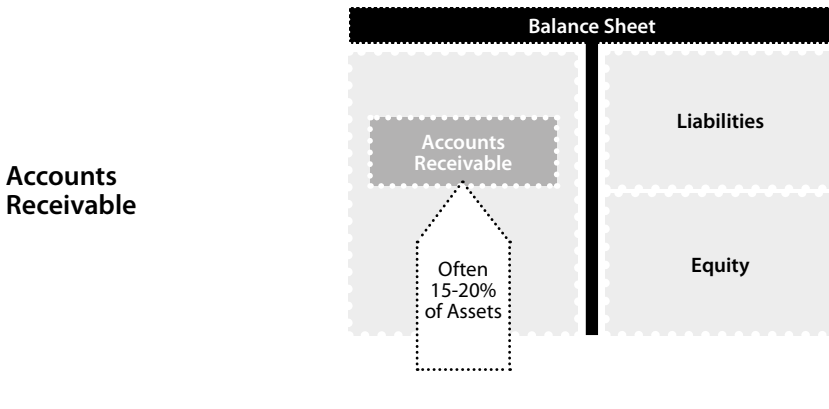 Balance Sheet
Accounts
Receivable
Accounts
Receivable
Liabilities
Often
15-20%
of Assets
Equity